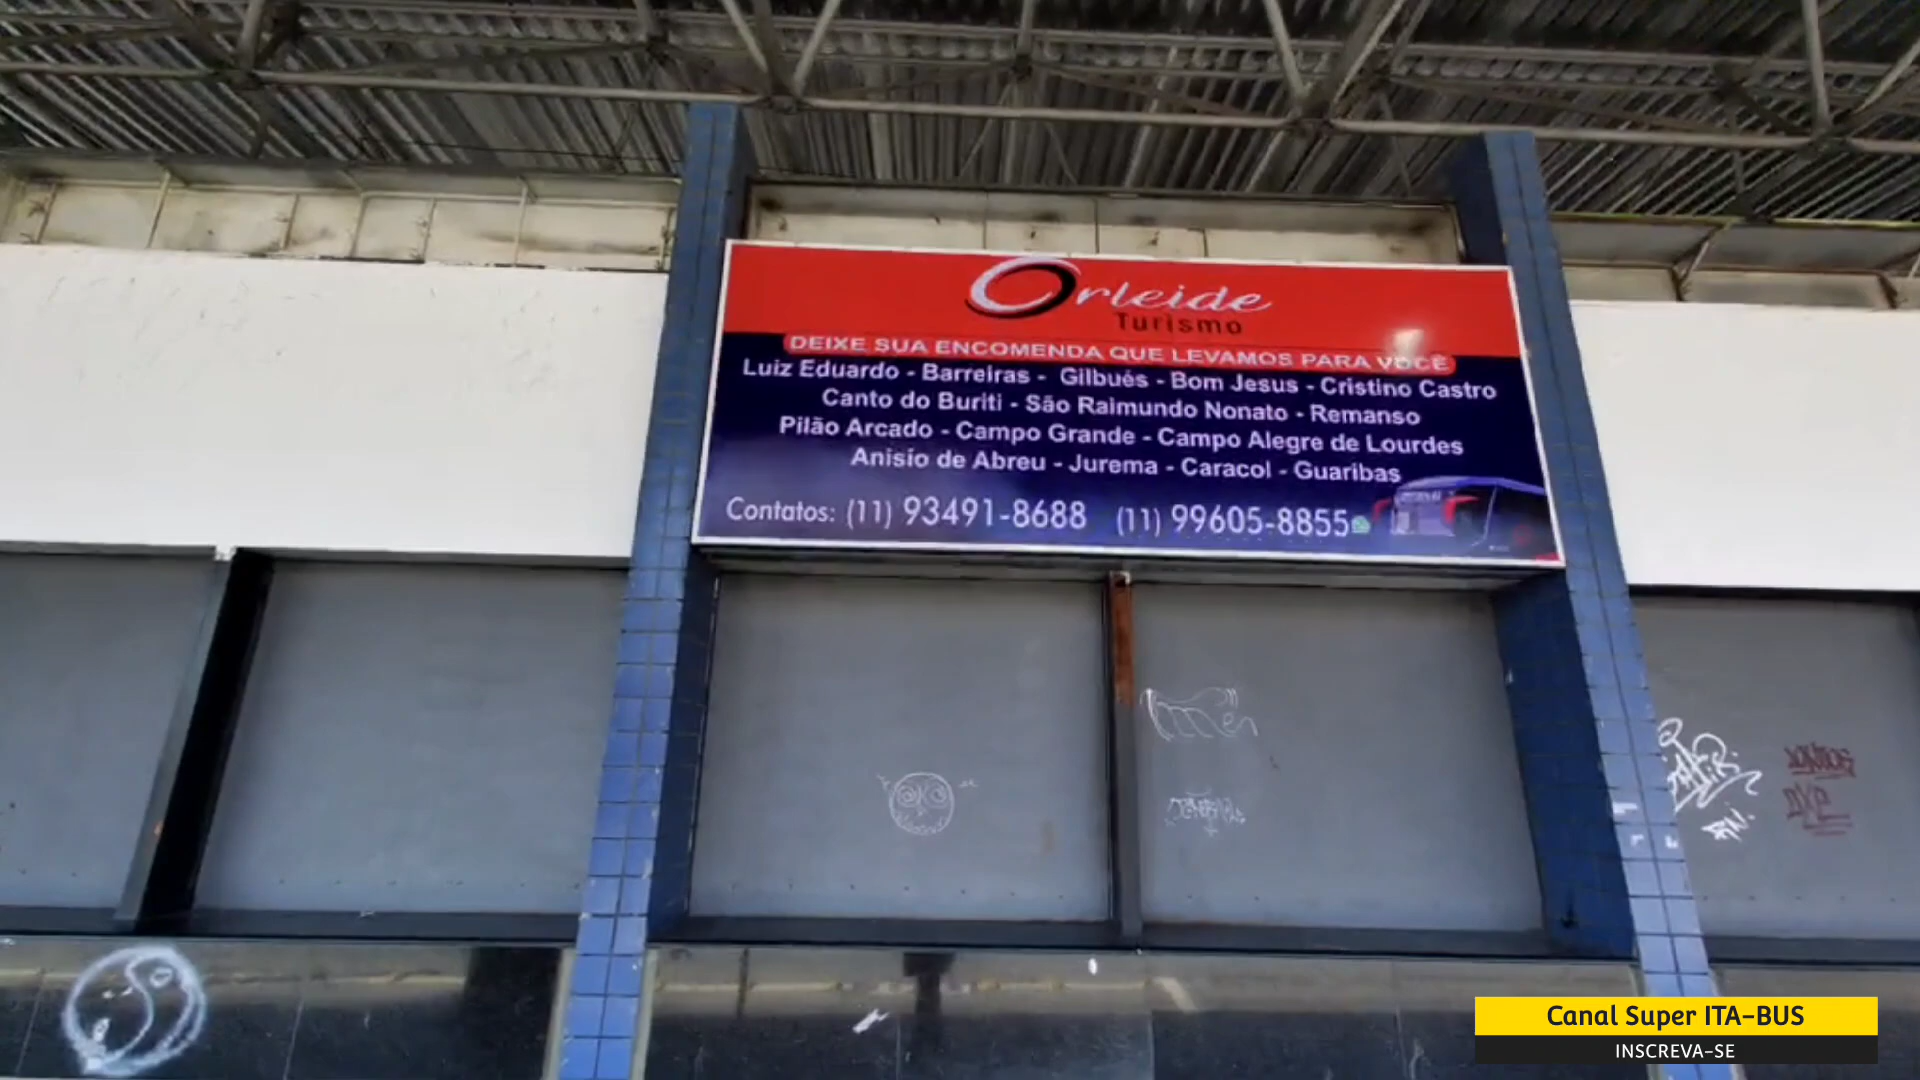 Orleide
Turismo
DEIXE SUA ENCOMENDA QUE LEVAMOS PARA VOCÊ
Luiz Eduardo - Barreiras - Gilbués - Bom Jesus - Cristino Castro
Canto do Buriti - São Raimundo Nonato - Remanso
Pilão Arcado - Campo Grande - Campo Alegre de Lourdes
Anisio de Abreu - Jurema - Caracol - Guaribas
Contatos: (11) 93491-8688 (11) 99605-8855
Canal Super ITA-BUS
INSCREVA-SE